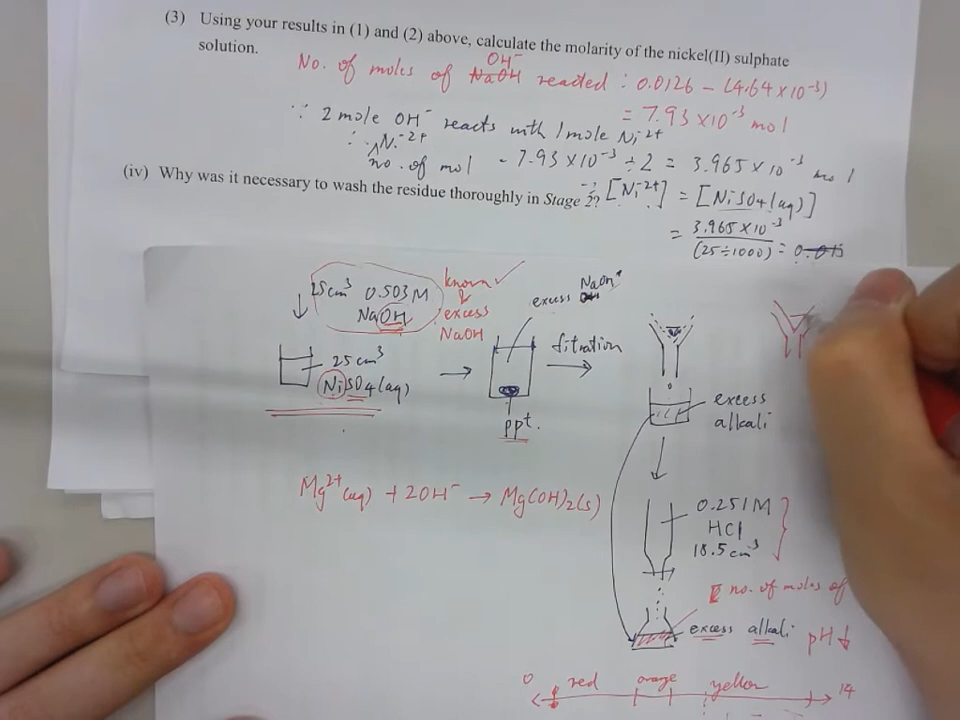 (3) Using your results in (1) and (2) above, calculate the molarity of the nickel(II) sulphate
solution.
OH⁻
No. of moles of NaOH reacted : 0.0126 - (4.64 x 10⁻³)
= 7.93 x 10⁻³ mol
∵ 2 mole OH⁻ reacts with 1 mole Ni²⁺
∴ Ni²⁺
no. of mol = 7.93 x 10⁻³ ÷ 2 = 3.965 x 10⁻³ mol
(iv) Why was it necessary to wash the residue thoroughly in Stage 2?
∴ [Ni²⁺] = [NiSO4(aq)]
= 3.965 x 10⁻³
(25÷1000) = 0.015
25cm³ 0.503M
NaOH
known ✓
&
excess
NaOH
25cm³
NiSO4(aq)
excess NaOH
ppt.
filtration
excess
alkali
Mg²⁺(aq) + 2OH⁻ → Mg(OH)2(s)
0.251M
HCl
18.5cm³
no. of moles of
excess alkali pH ↓
0 red orange yellow 14